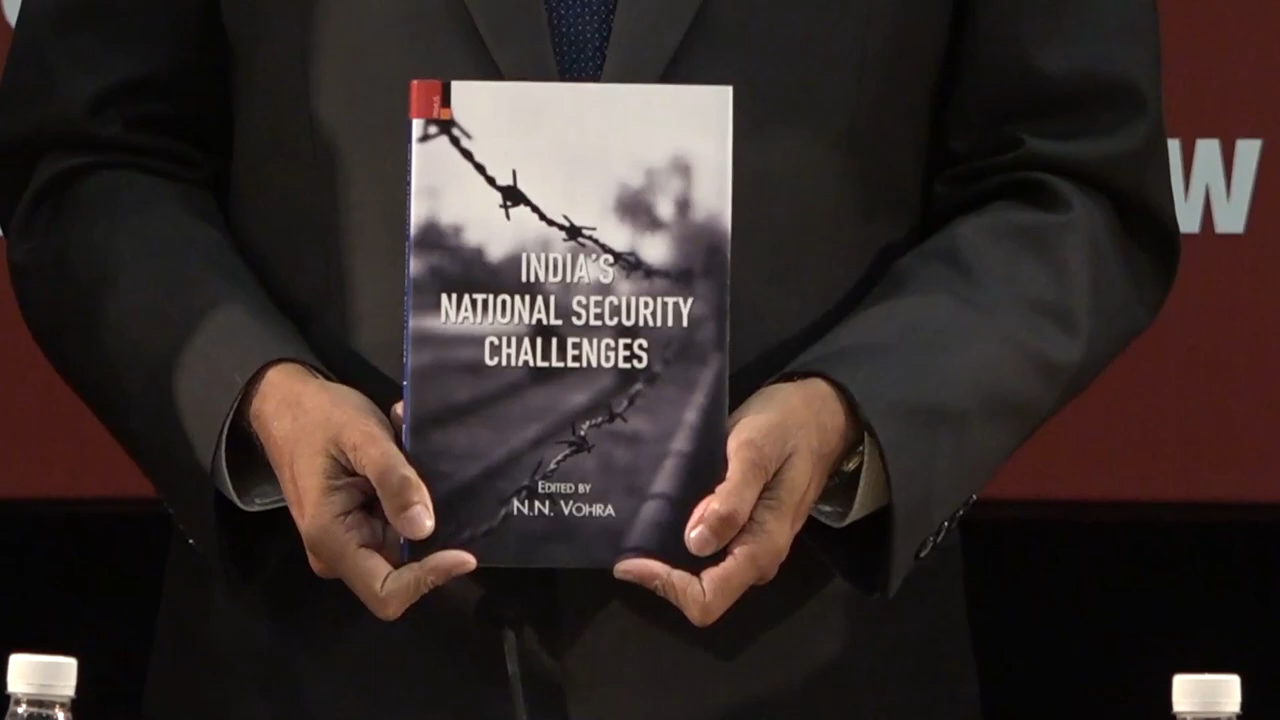 INDIA'S
NATIONAL SECURITY
CHALLENGES
EDITED BY
N.N. VOHRA
W